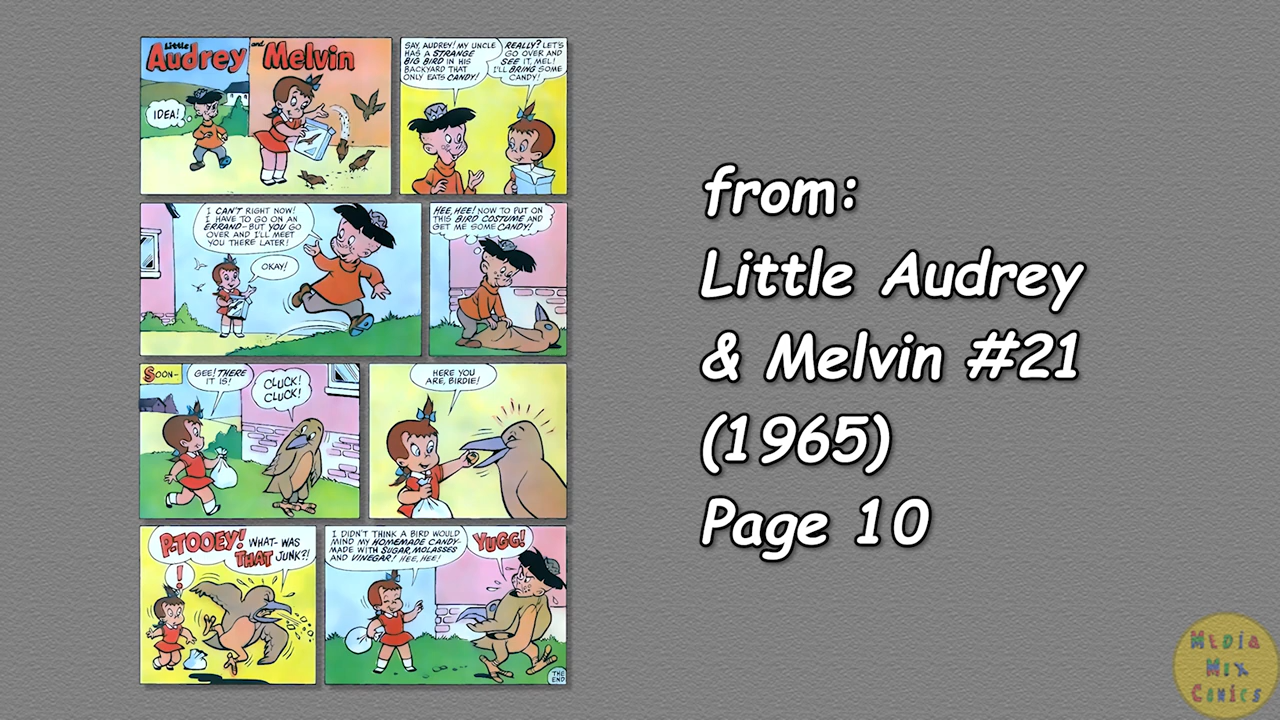 Little
Audrey
and
Melvin
IDEA!
SAY, AUDREY! MY UNCLE
HAS A STRANGE
BIG BIRD IN HIS
BACKYARD THAT
ONLY EATS CANDY!
REALLY? LET'S
GO OVER AND
SEE IT, MEL!
I'LL BRING SOME
CANDY!
I CAN'T RIGHT NOW!
I HAVE TO GO ON AN
ERRAND-BUT YOU GO
OVER AND I'LL MEET
YOU THERE LATER!
OKAY!
HEE, HEE! NOW TO PUT ON
THIS BIRD COSTUME AND
GET ME SOME CANDY!
SOON-
GEE! THERE
IT IS!
CLUCK!
CLUCK!
HERE YOU
ARE, BIRDIE!
P-TOOEY! WHAT- WAS
THAT JUNK?!
!
I DIDN'T THINK A BIRD WOULD
MIND MY HOMEMADE CANDY-
MADE WITH SUGAR, MOLASSES
AND VINEGAR! HEE, HEE!
YUGG!
THE
END
from:
Little Audrey
& Melvin #21
(1965)
Page 10
MEDIA
MIX
COMICS